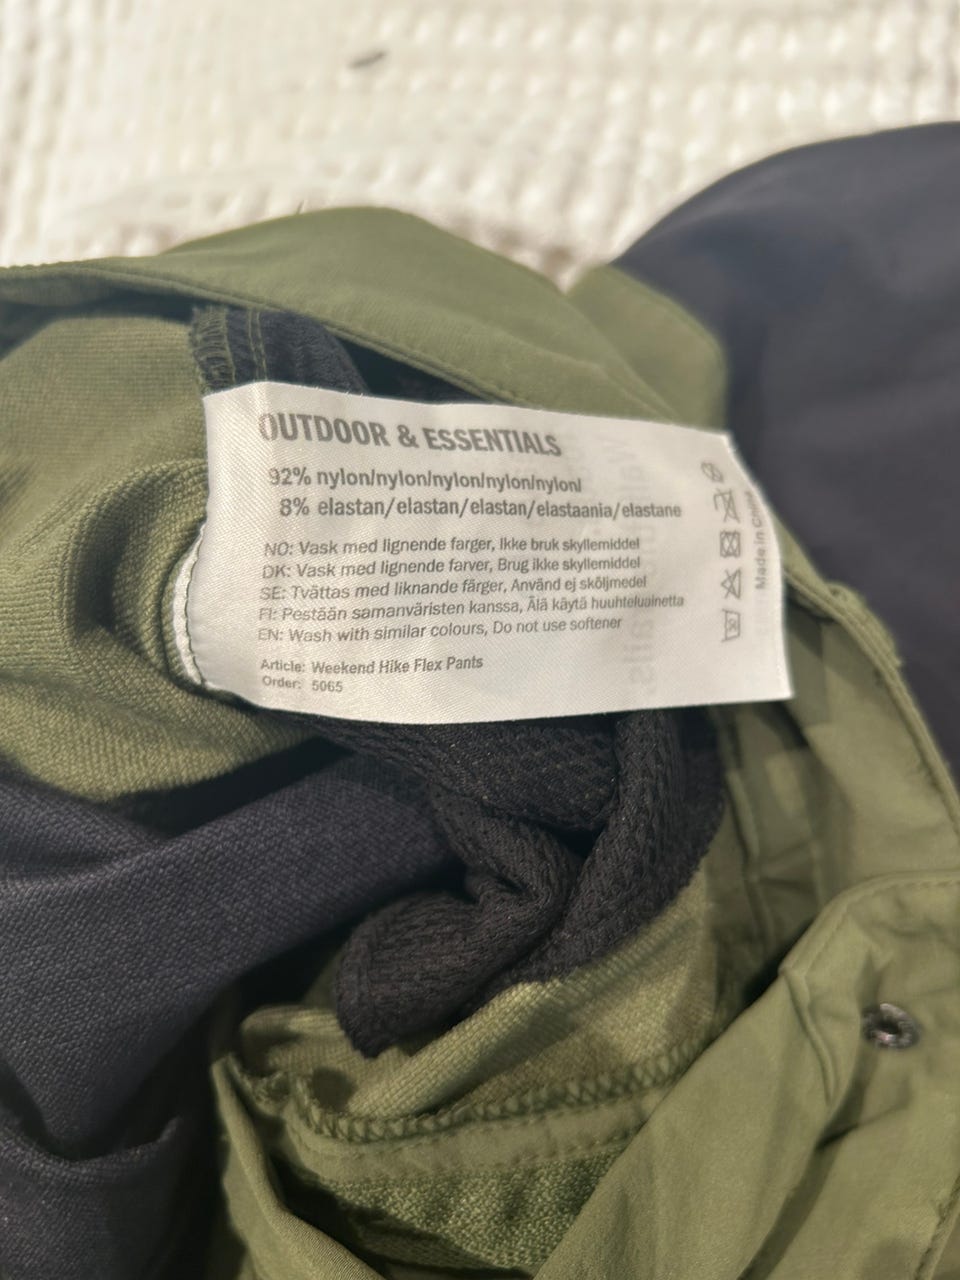 OUTDOOR & ESSENTIALS
92% nylon/nylon/nylon/nylon/nylon/
8% elastan/elastan/elastan/elastaania/elastane
NO: Vask med lignende farger, Ikke bruk skyllemiddel
DK: Vask med lignende farver, Brug ikke skyllemiddel
SE: Tvättas med liknande färger, Använd ej sköljmedel
FI: Pestään samanväristen kanssa, Älä käytä huuhteluainetta
EN: Wash with similar colours, Do not use softener
Article: Weekend Hike Flex Pants
Order: 5065
Made in China